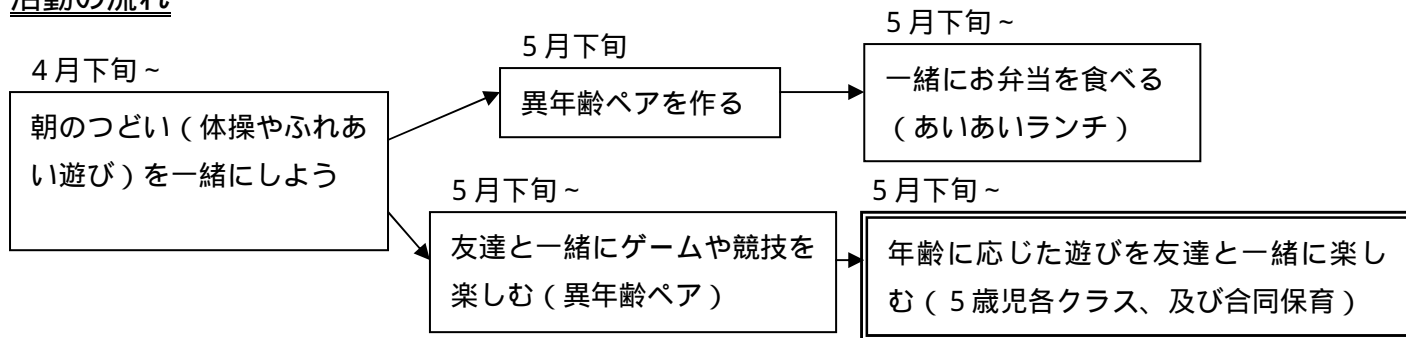 活動の流れ
4月下旬~
朝のつどい(体操やふれあ
い遊び)を一緒にしよう
5月下旬
異年齢ペアを作る
5月下旬~
一緒にお弁当を食べる
(あいあいランチ)
5月下旬~
友達と一緒にゲームや競技を
楽しむ(異年齢ペア)
5月下旬~
年齢に応じた遊びを友達と一緒に楽し
む(5歳児各クラス、及び合同保育)